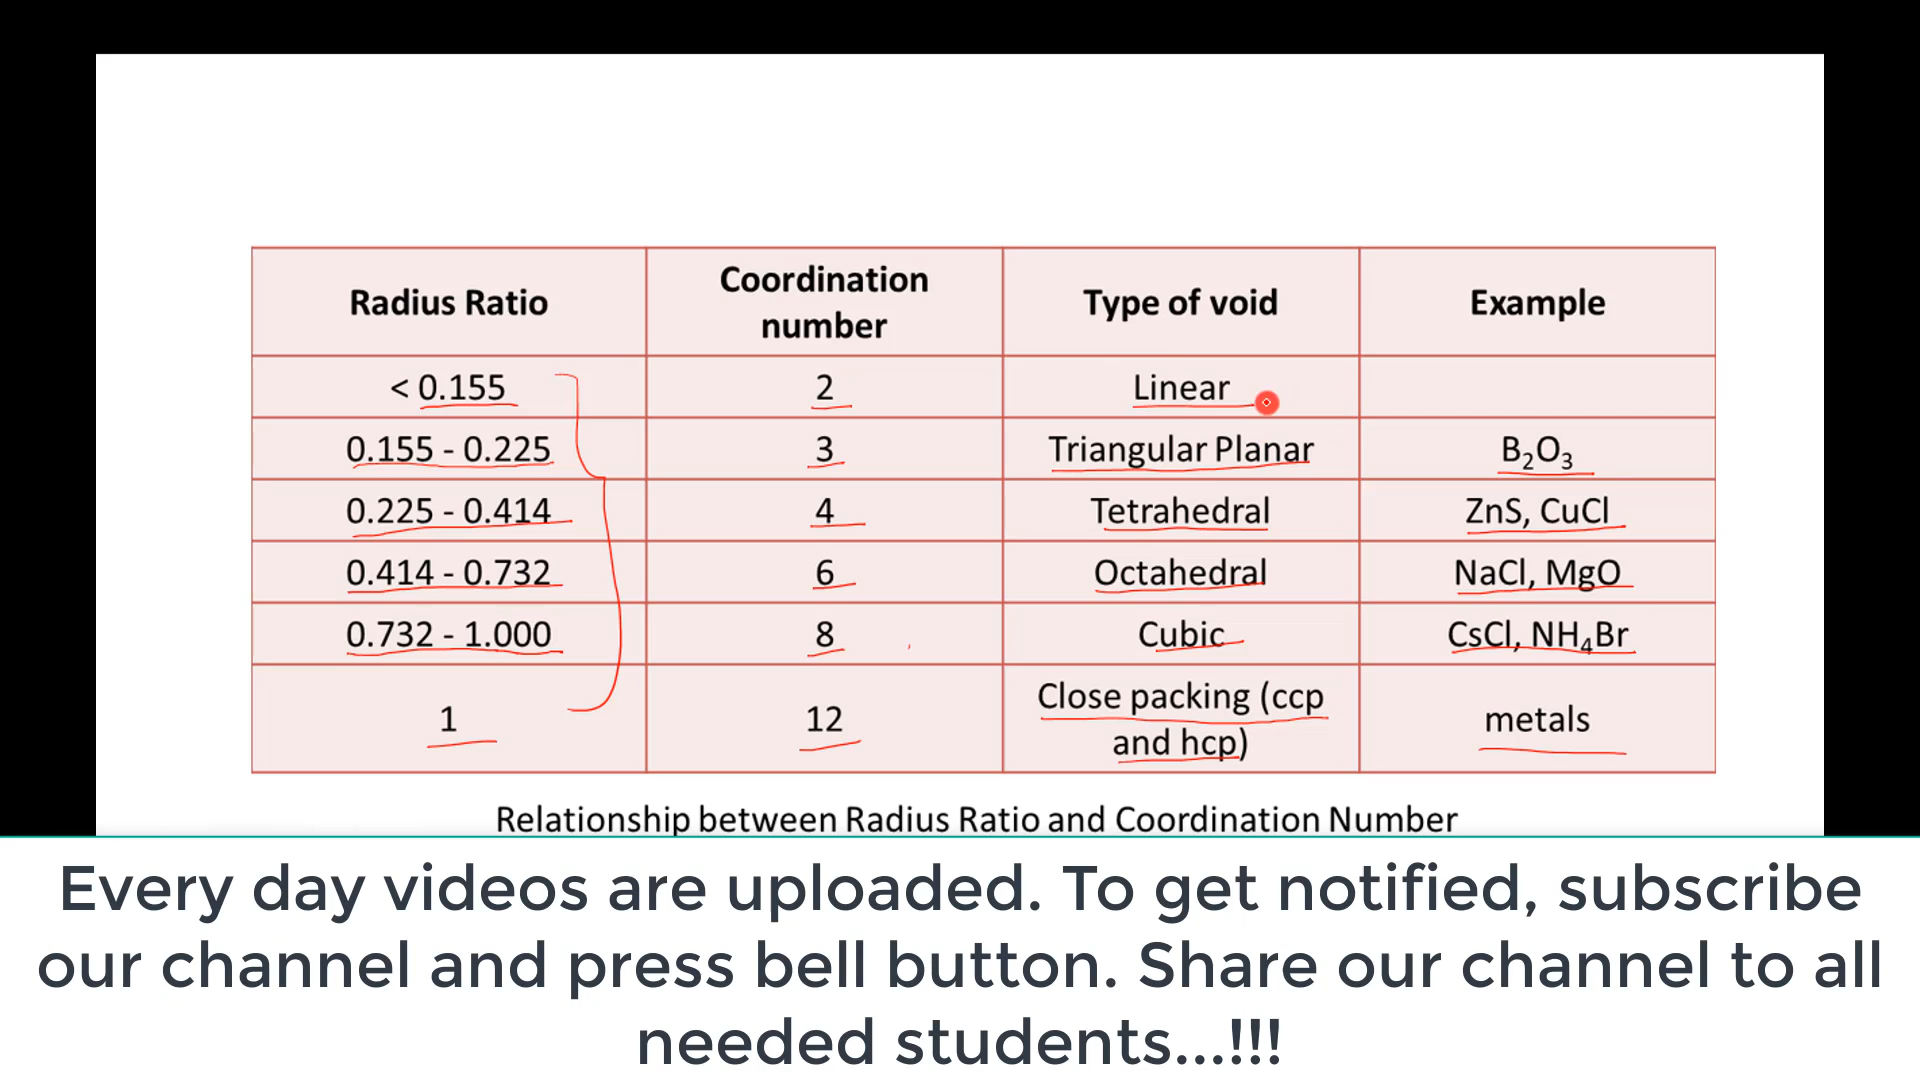 Radius Ratio
Coordination
number
Type of void
Example
< 0.155
2
Linear
0.155 - 0.225
3
Triangular Planar
B₂O₃
0.225 - 0.414
4
Tetrahedral
ZnS, CuCl
0.414 - 0.732
6
Octahedral
NaCl, MgO
0.732 - 1.000
8
Cubic
CsCl, NH₄Br
1
12
Close packing (ccp
and hcp)
metals
Relationship between Radius Ratio and Coordination Number
Every day videos are uploaded. To get notified, subscribe
our channel and press bell button. Share our channel to all
needed students...!!!